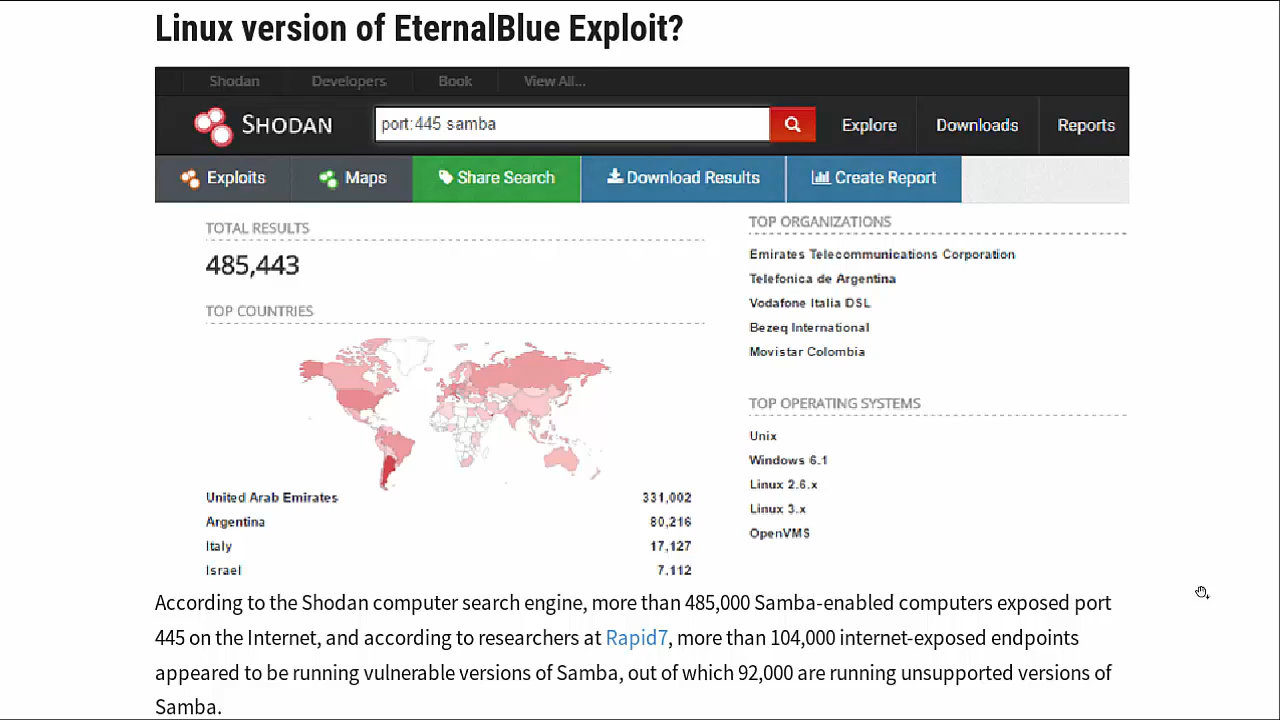 Linux version of EternalBlue Exploit?
Shodan Developers Book View All...
SHODAN port:445 samba Explore Downloads Reports
Exploits Maps Share Search Download Results Create Report
TOTAL RESULTS
485,443
TOP COUNTRIES
United Arab Emirates 331,002
Argentina 80,216
Italy 17,127
Israel 7,112
TOP ORGANIZATIONS
Emirates Telecommunications Corporation
Telefonica de Argentina
Vodafone Italia DSL
Bezeq International
Movistar Colombia
TOP OPERATING SYSTEMS
Unix
Windows 6.1
Linux 2.6.x
Linux 3.x
OpenVMS
According to the Shodan computer search engine, more than 485,000 Samba-enabled computers exposed port
445 on the Internet, and according to researchers at Rapid7, more than 104,000 internet-exposed endpoints
appeared to be running vulnerable versions of Samba, out of which 92,000 are running unsupported versions of
Samba.